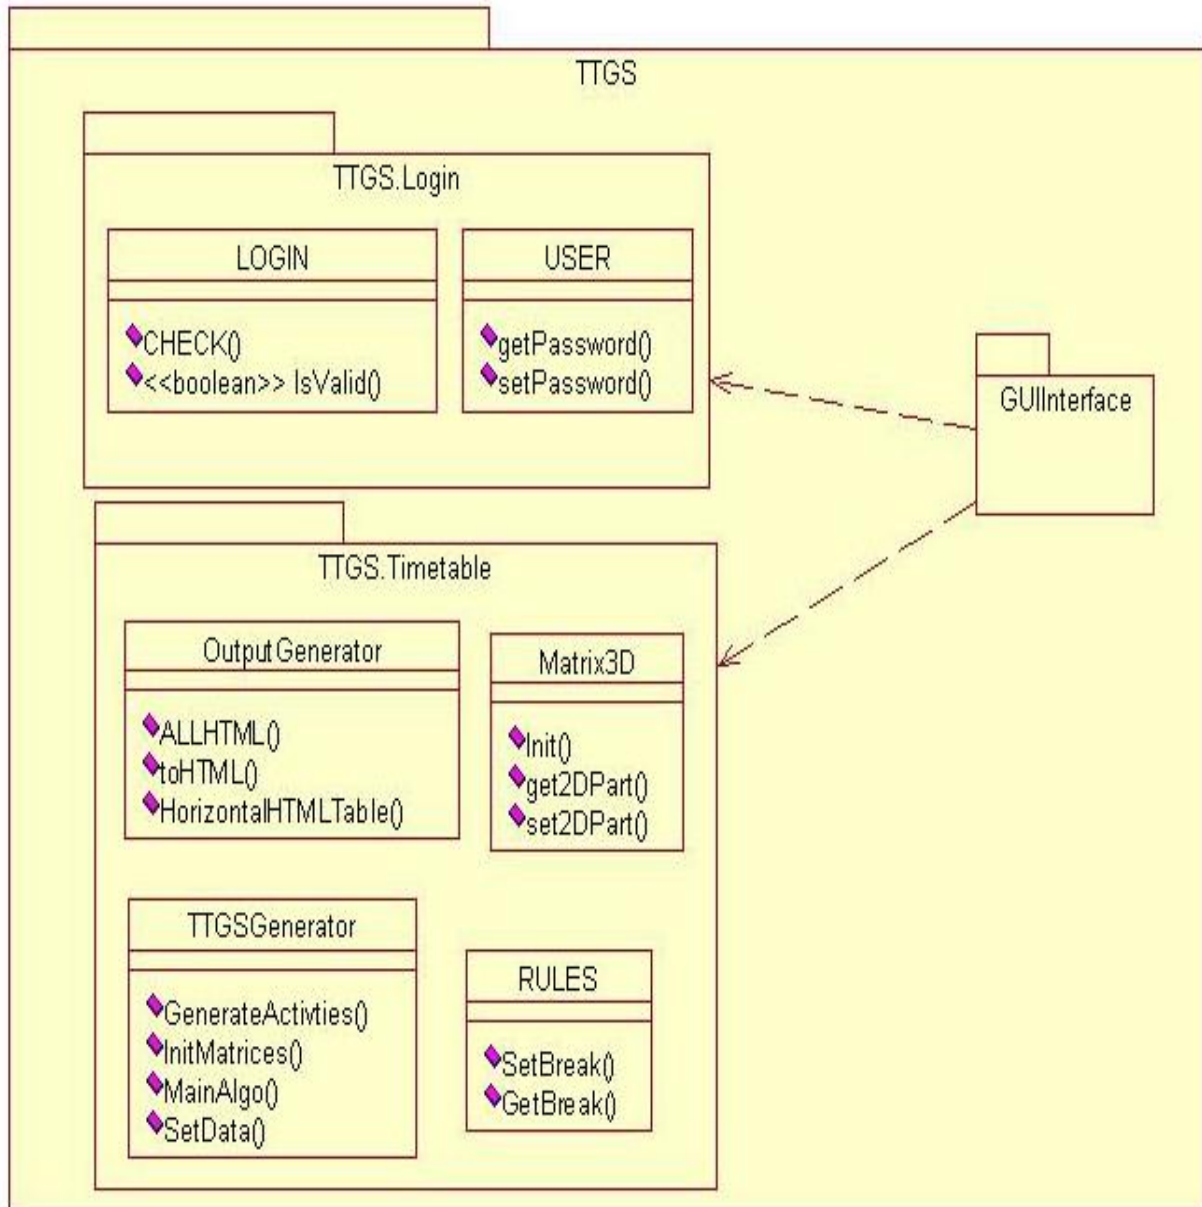 TTGS
TTGS.Login
LOGIN
CHECK()
<<boolean>> IsValid()
USER
getPassword()
setPassword()
GUIInterface
TTGS.Timetable
OutputGenerator
ALLHTML()
toHTML()
HorizontalHTMLTable()
Matrix3D
Init()
get2DPart()
set2DPart()
TTGSGenerator
GenerateActivties()
InitMatrices()
MainAlgo()
SetData()
RULES
SetBreak()
GetBreak()